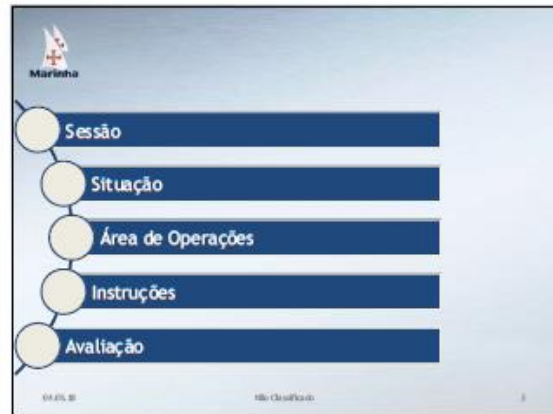 Marinha
Sessão
Situação
Área de Operações
Instruções
Avaliação
Não Classificado